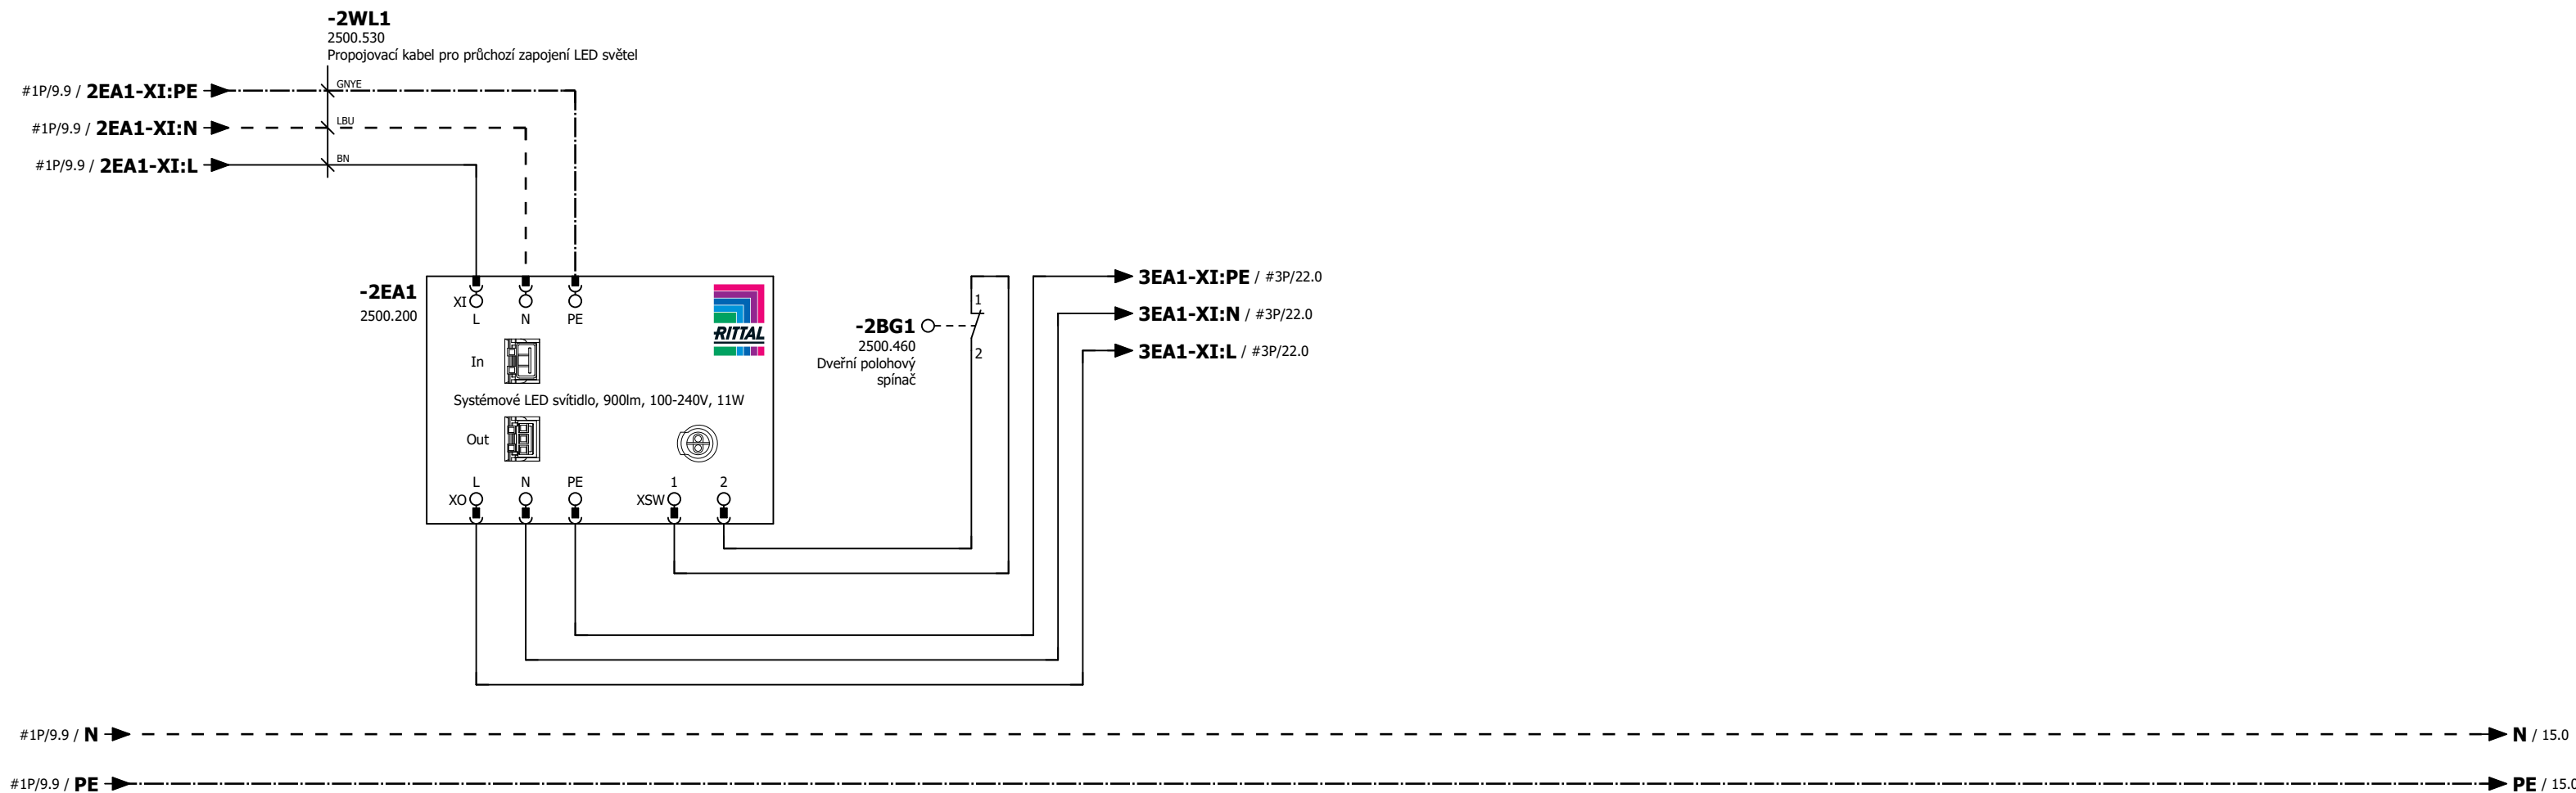 -2WL1
2500.530
Propojovací kabel pro průchozí zapojení LED světel
#1P/9.9 / 2EA1-XI:PE
GNYE
#1P/9.9 / 2EA1-XI:N
LBU
#1P/9.9 / 2EA1-XI:L
BN
-2EA1
2500.200
XI
L N PE
RITTAL
In
Systémové LED svítidlo, 900lm, 100-240V, 11W
Out
L N PE 1 2
XO XSW
1
-2BG1
2500.460
2
Dveřní polohový
spínač
3EA1-XI:PE / #3P/22.0
3EA1-XI:N / #3P/22.0
3EA1-XI:L / #3P/22.0
#1P/9.9 / N
N / 15.0
#1P/9.9 / PE
PE / 15.0